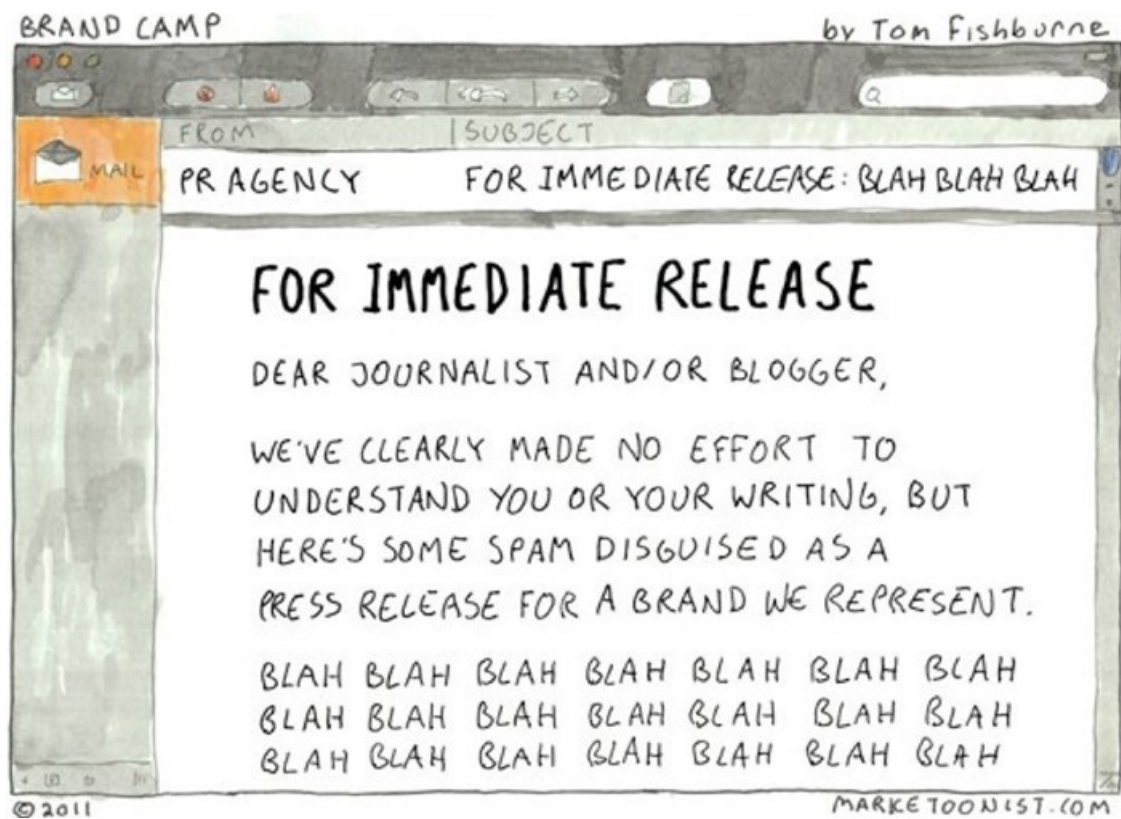 BRAND CAMP
by Tom Fishburne
FROM | SUBJECT
MAIL
PR AGENCY FOR IMMEDIATE RELEASE: BLAH BLAH BLAH
FOR IMMEDIATE RELEASE
DEAR JOURNALIST AND/OR BLOGGER,
WE'VE CLEARLY MADE NO EFFORT TO
UNDERSTAND YOU OR YOUR WRITING, BUT
HERE'S SOME SPAM DISGUISED AS A
PRESS RELEASE FOR A BRAND WE REPRESENT.
BLAH BLAH BLAH BLAH BLAH BLAH BLAH
BLAH BLAH BLAH BLAH BLAH BLAH BLAH
BLAH BLAH BLAH BLAH BLAH BLAH BLAH
© 2011
MARKETOONIST.COM